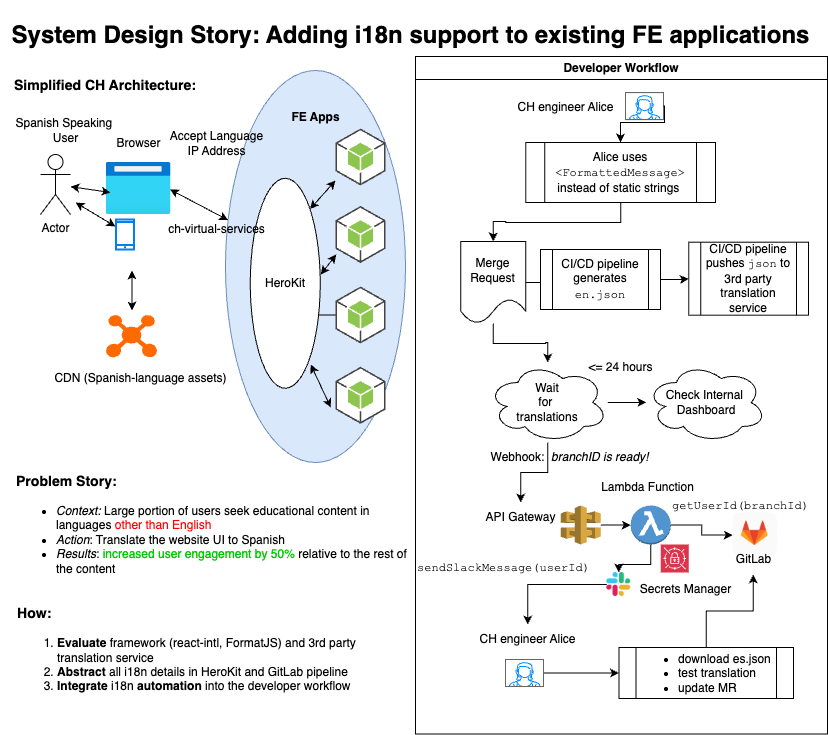 System Design Story: Adding i18n support to existing FE applications
Simplified CH Architecture:
Spanish Speaking
User
Browser
Accept Language
IP Address
FE Apps
Actor
ch-virtual-services
HeroKit
CDN (Spanish-language assets)
Problem Story:
• Context: Large portion of users seek educational content in
languages other than English
• Action: Translate the website UI to Spanish
• Results: increased user engagement by 50% relative to the rest of
the content
How:
1. Evaluate framework (react-intl, FormatJS) and 3rd party
translation service
2. Abstract all i18n details in HeroKit and GitLab pipeline
3. Integrate i18n automation into the developer workflow
Developer Workflow
CH engineer Alice
Alice uses
<FormattedMessage>
instead of static strings
Merge
Request
CI/CD pipeline
generates
en.json
CI/CD pipeline
pushes json to
3rd party
translation
service
<= 24 hours
Wait
for
translations
Check Internal
Dashboard
Webhook: branchID is ready!
Lambda Function
getUserId(branchId)
API Gateway
GitLab
sendSlackMessage(userId)
Secrets Manager
CH engineer Alice
• download es.json
• test translation
• update MR